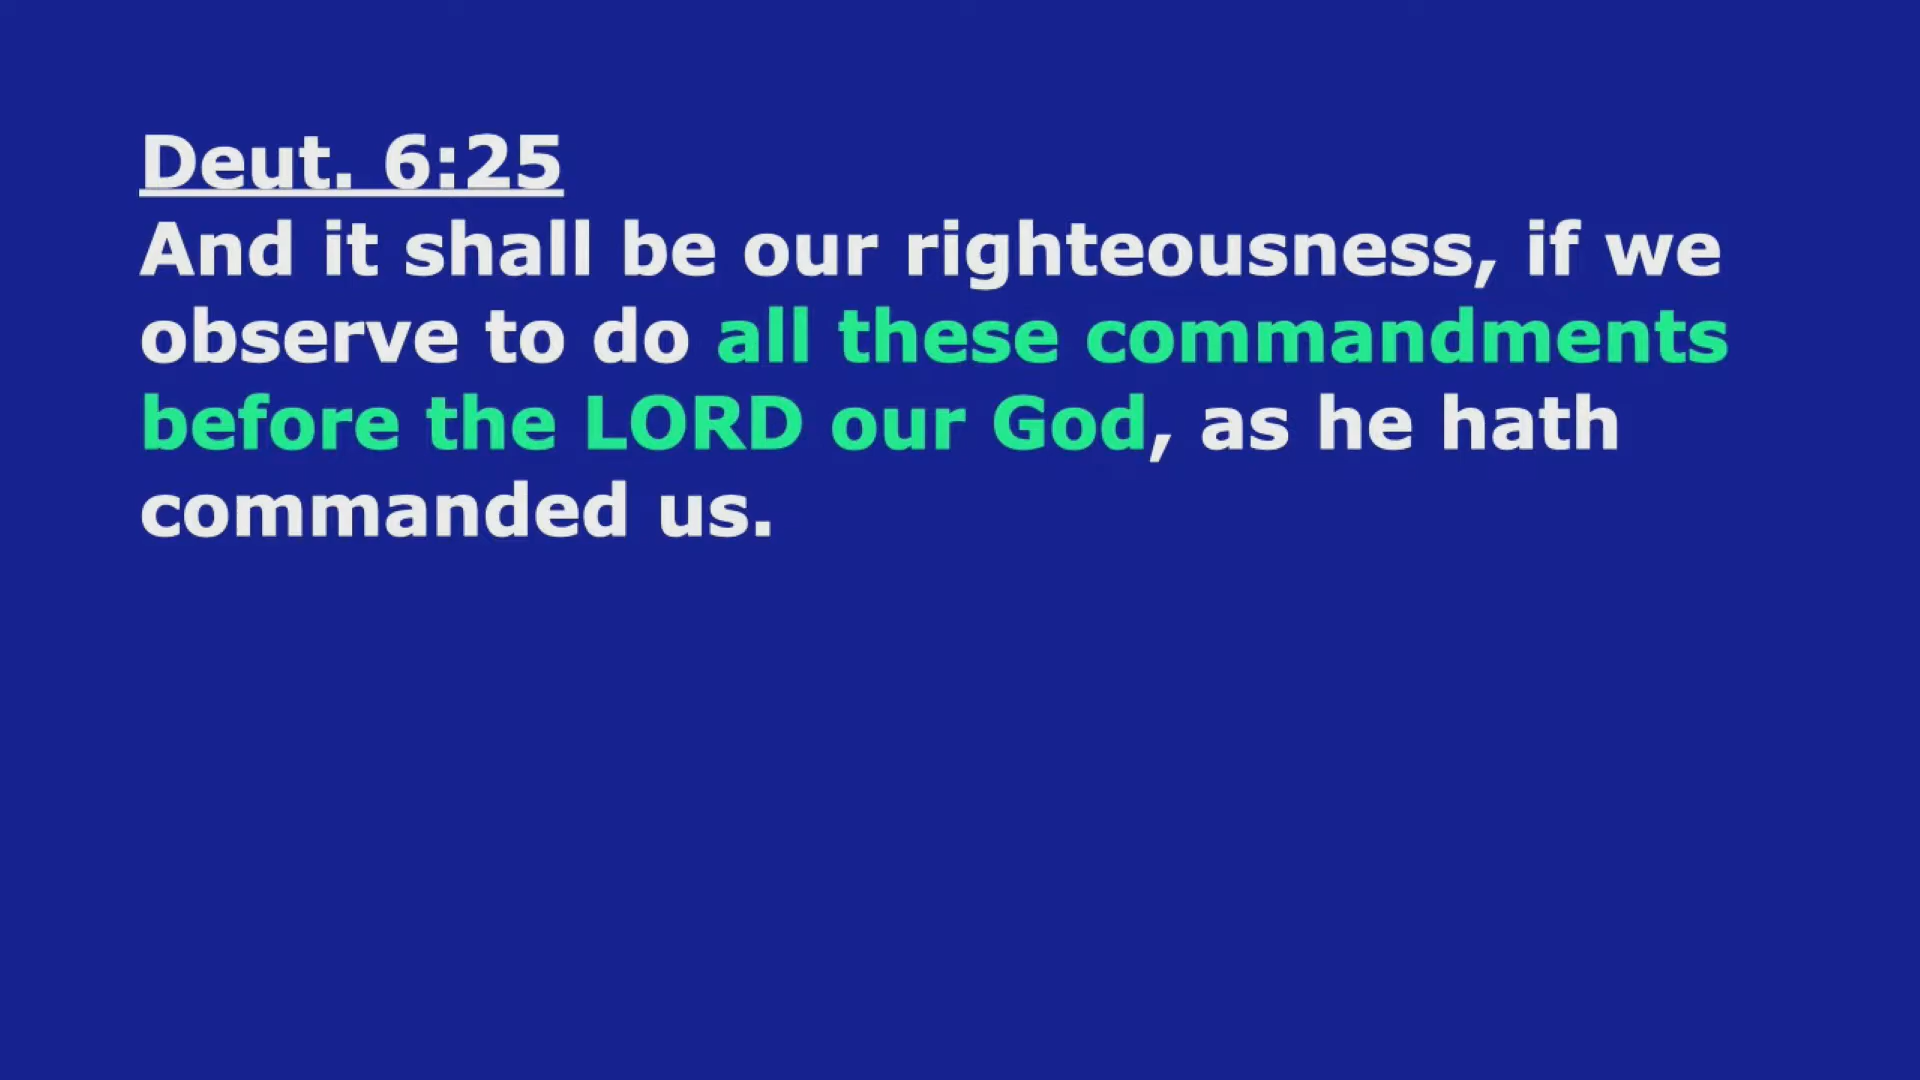 Deut. 6:25
And it shall be our righteousness, if we
observe to do all these commandments
before the LORD our God, as he hath
commanded us.